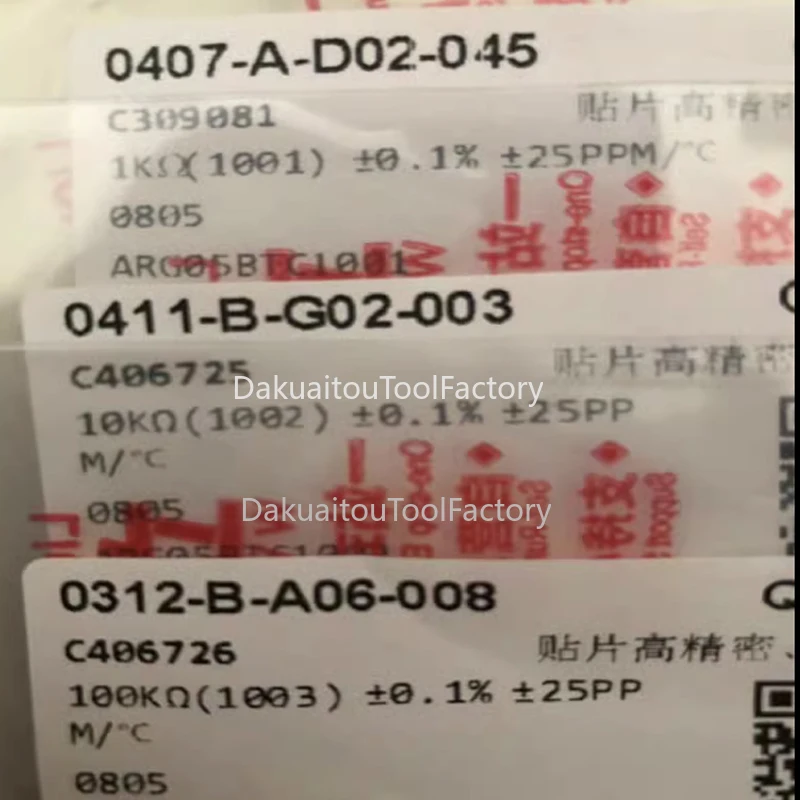 0407-A-D02-045
C309081 贴片高精密
1KΩ(1001) ±0.1% ±25PPM/℃
0805
ARG05BTC1001
0411-B-G02-003
C406725 贴片高精密
DakuaitouToolFactory
10KΩ(1002) ±0.1% ±25PP
M/℃
0805
DakuaitouToolFactory
0312-B-A06-008
C406726 贴片高精密、
100KΩ(1003) ±0.1% ±25PP
M/℃
0805